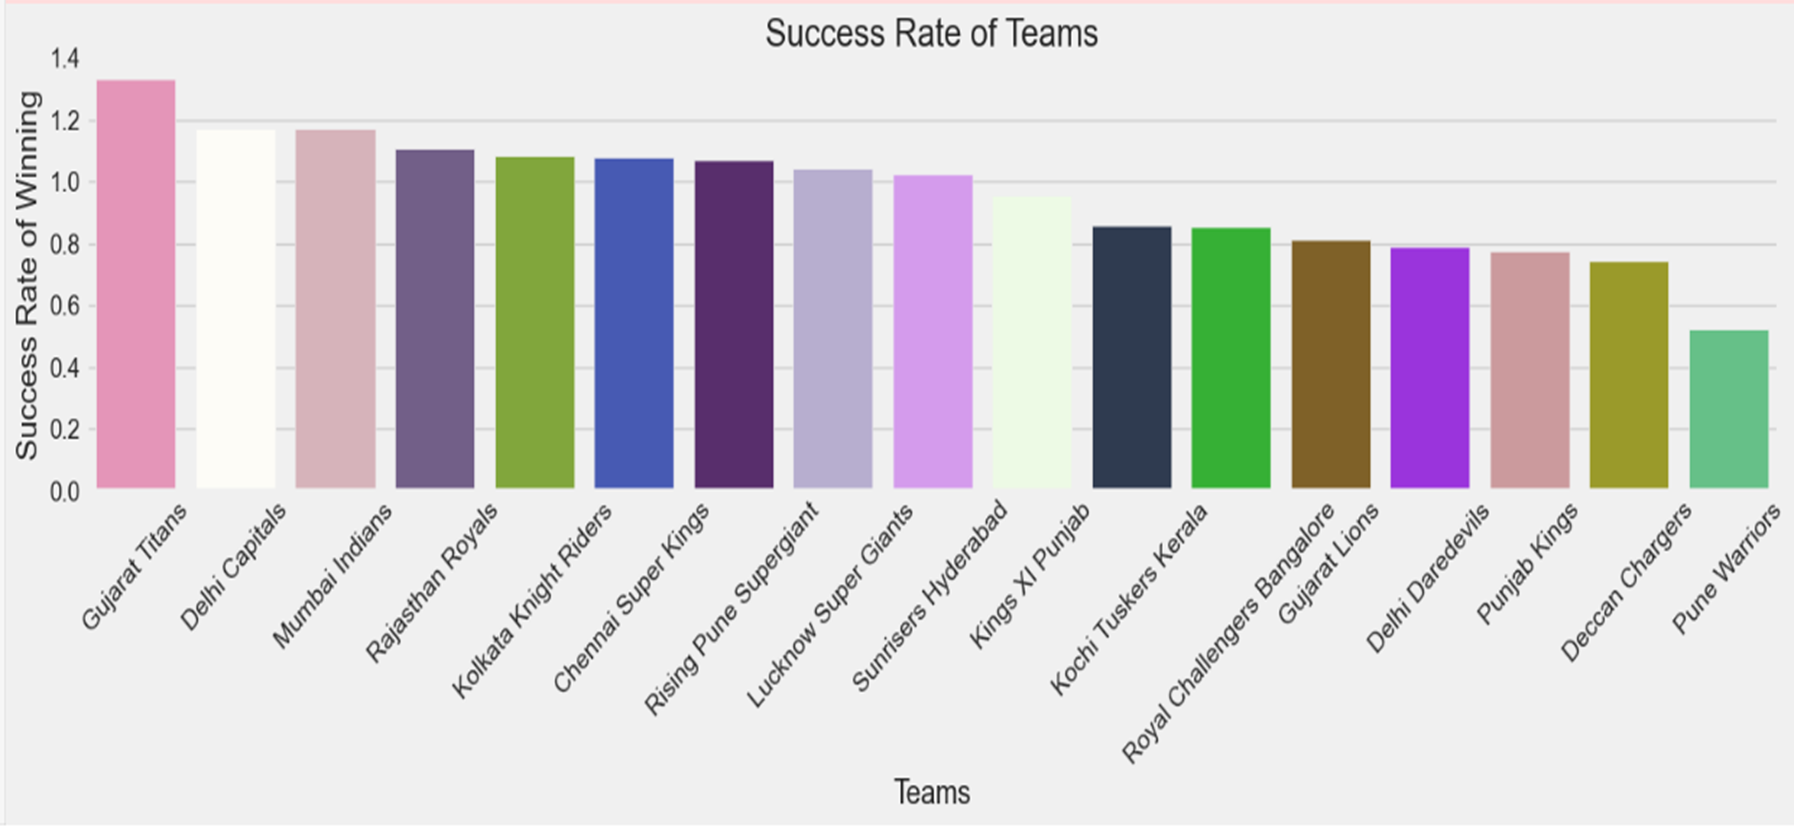 Success Rate of Teams
Success Rate of Winning
1.4
1.2
1.0
0.8
0.6
0.4
0.2
0.0
Gujarat Titans
Delhi Capitals
Mumbai Indians
Rajasthan Royals
Kolkata Knight Riders
Chennai Super Kings
Rising Pune Supergiant
Lucknow Super Giants
Sunrisers Hyderabad
Kings XI Punjab
Kochi Tuskers Kerala
Royal Challengers Bangalore
Gujarat Lions
Delhi Daredevils
Punjab Kings
Deccan Chargers
Pune Warriors
Teams